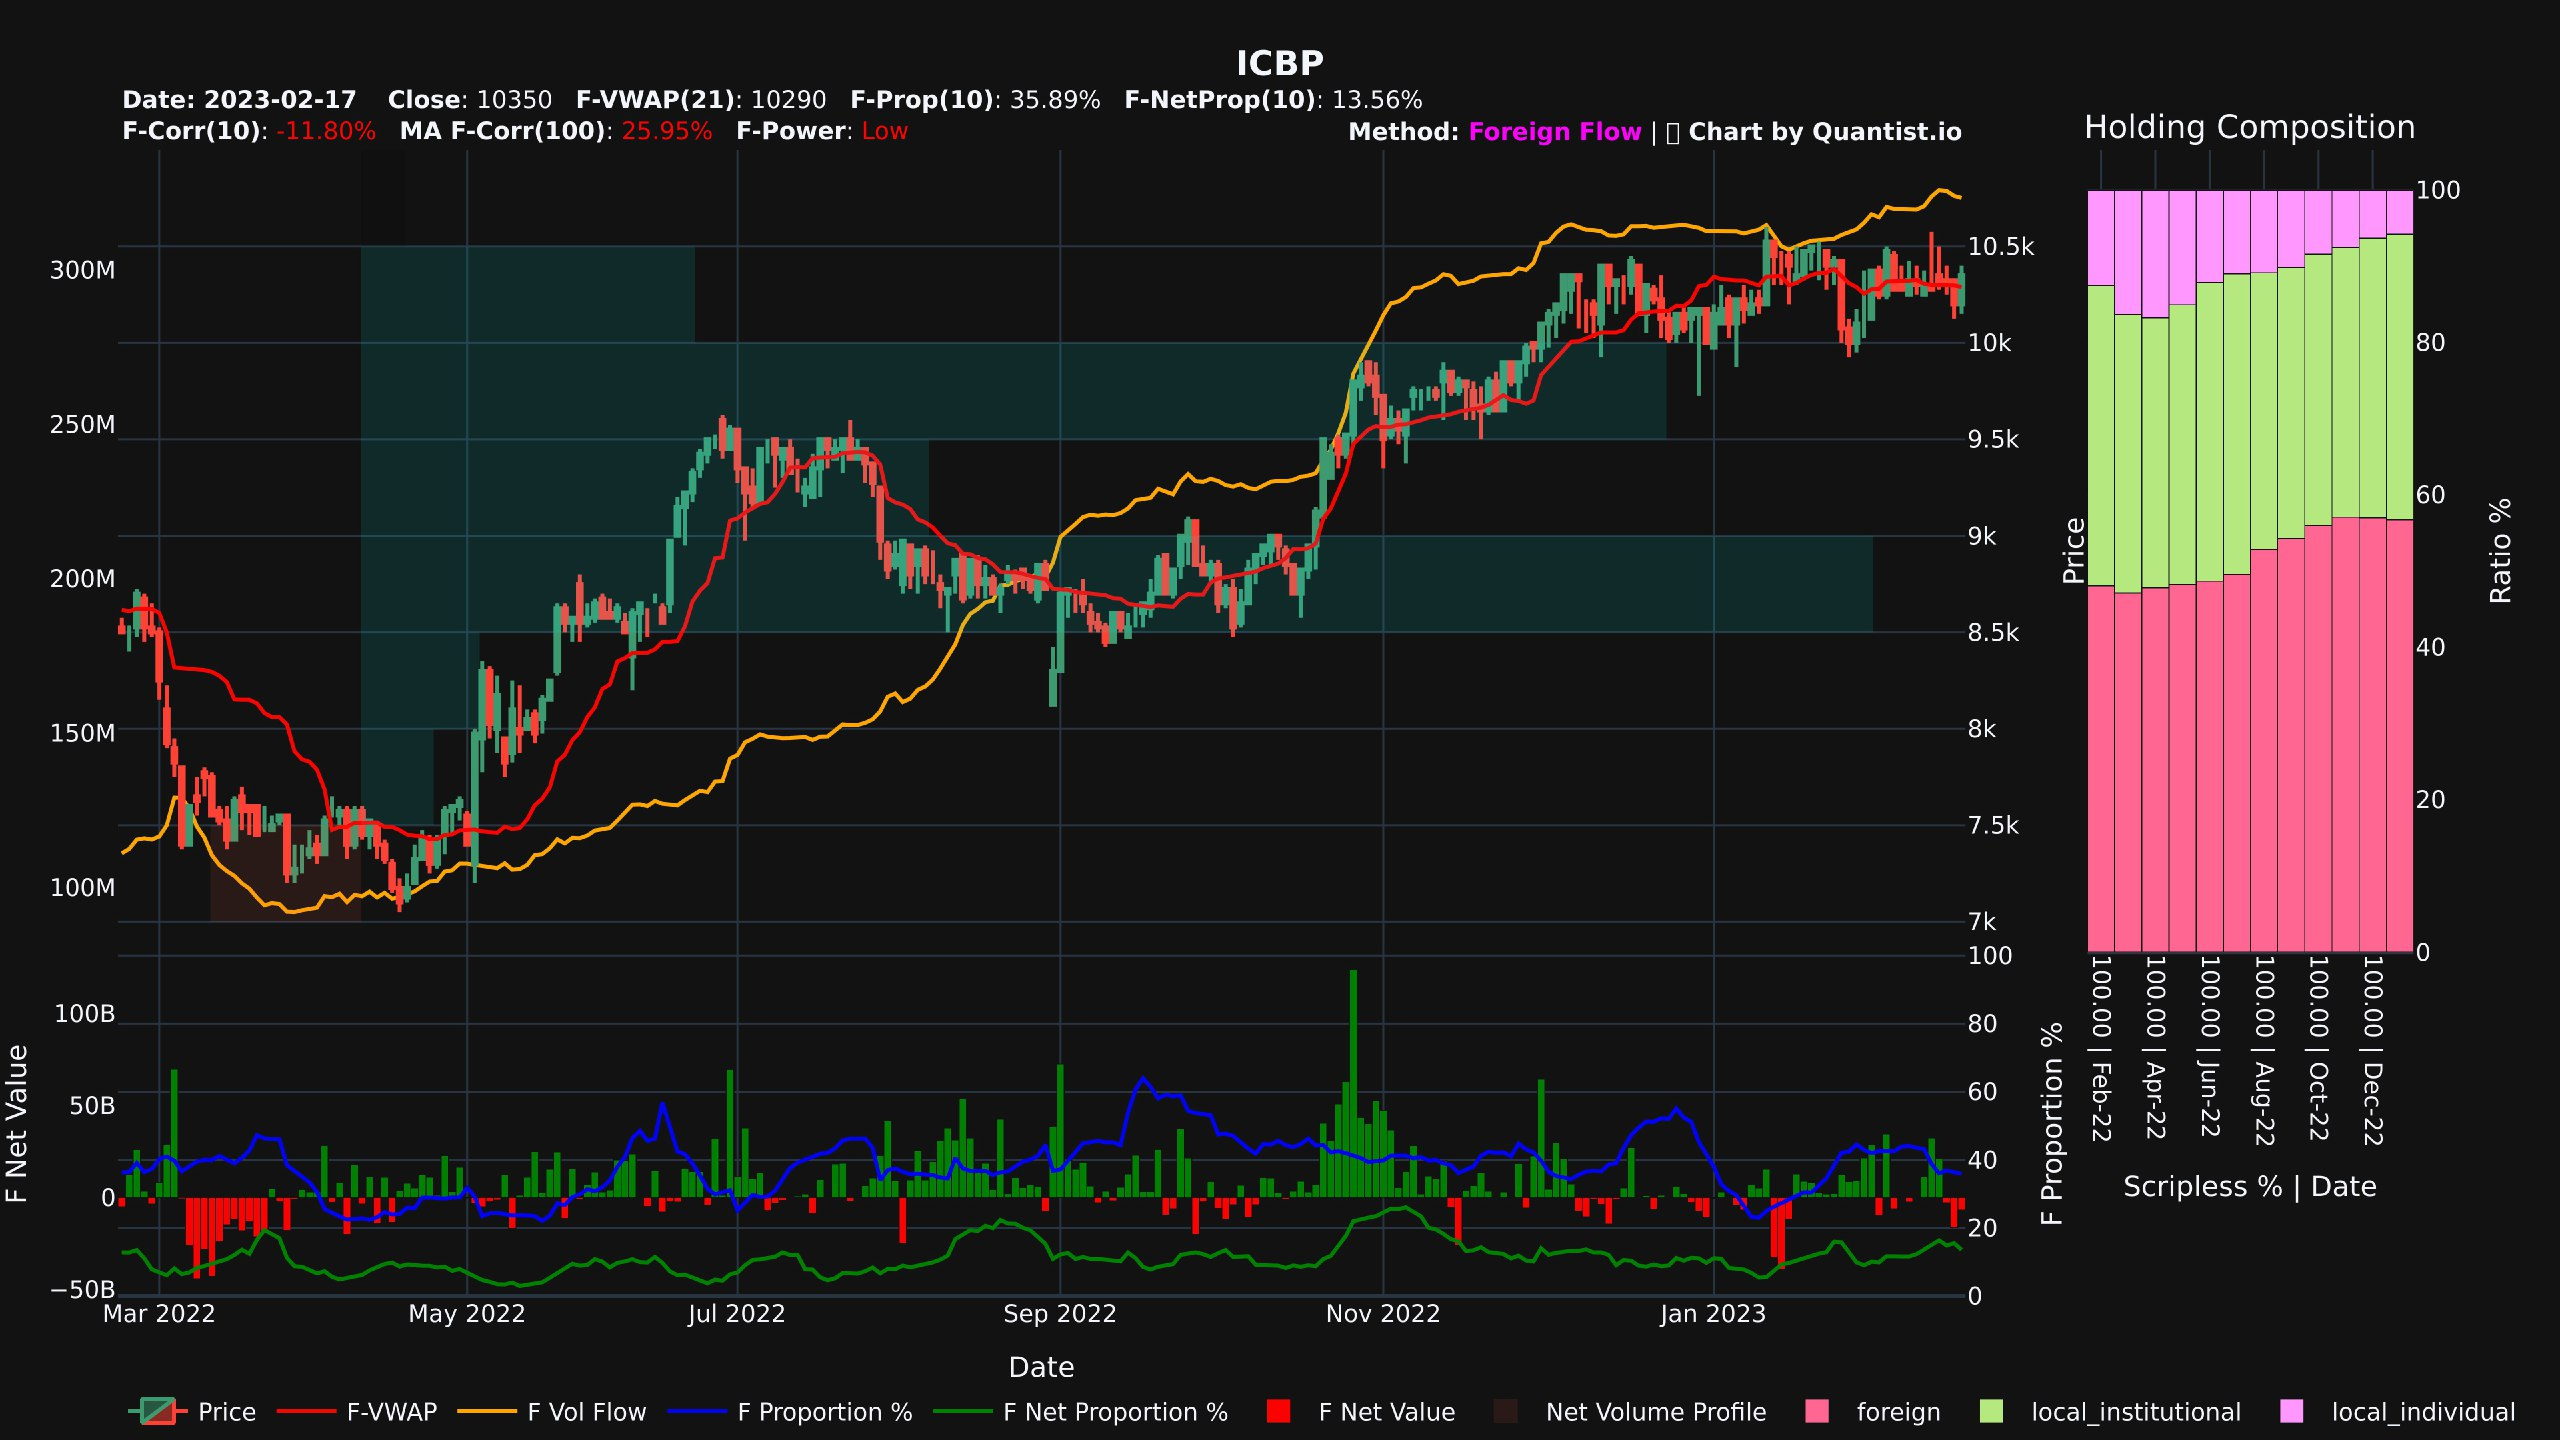 ICBP
Date: 2023-02-17 Close: 10350 F-VWAP(21): 10290 F-Prop(10): 35.89% F-NetProp(10): 13.56%
F-Corr(10): -11.80% MA F-Corr(100): 25.95% F-Power: Low
Method: Foreign Flow | Chart by Quantist.io
Holding Composition
300M
250M
200M
150M
100M
10.5k
10k
9.5k
9k
8.5k
8k
7.5k
7k
Price
100
80
60
40
20
0
Ratio %
100B
50B
0
−50B
F Net Value
100
80
60
40
20
0
F Proportion %
Mar 2022
May 2022
Jul 2022
Sep 2022
Nov 2022
Jan 2023
Date
100.00 | Feb-22
100.00 | Apr-22
100.00 | Jun-22
100.00 | Aug-22
100.00 | Oct-22
100.00 | Dec-22
Scripless % | Date
Price
F-VWAP
F Vol Flow
F Proportion %
F Net Proportion %
F Net Value
Net Volume Profile
foreign
local_institutional
local_individual